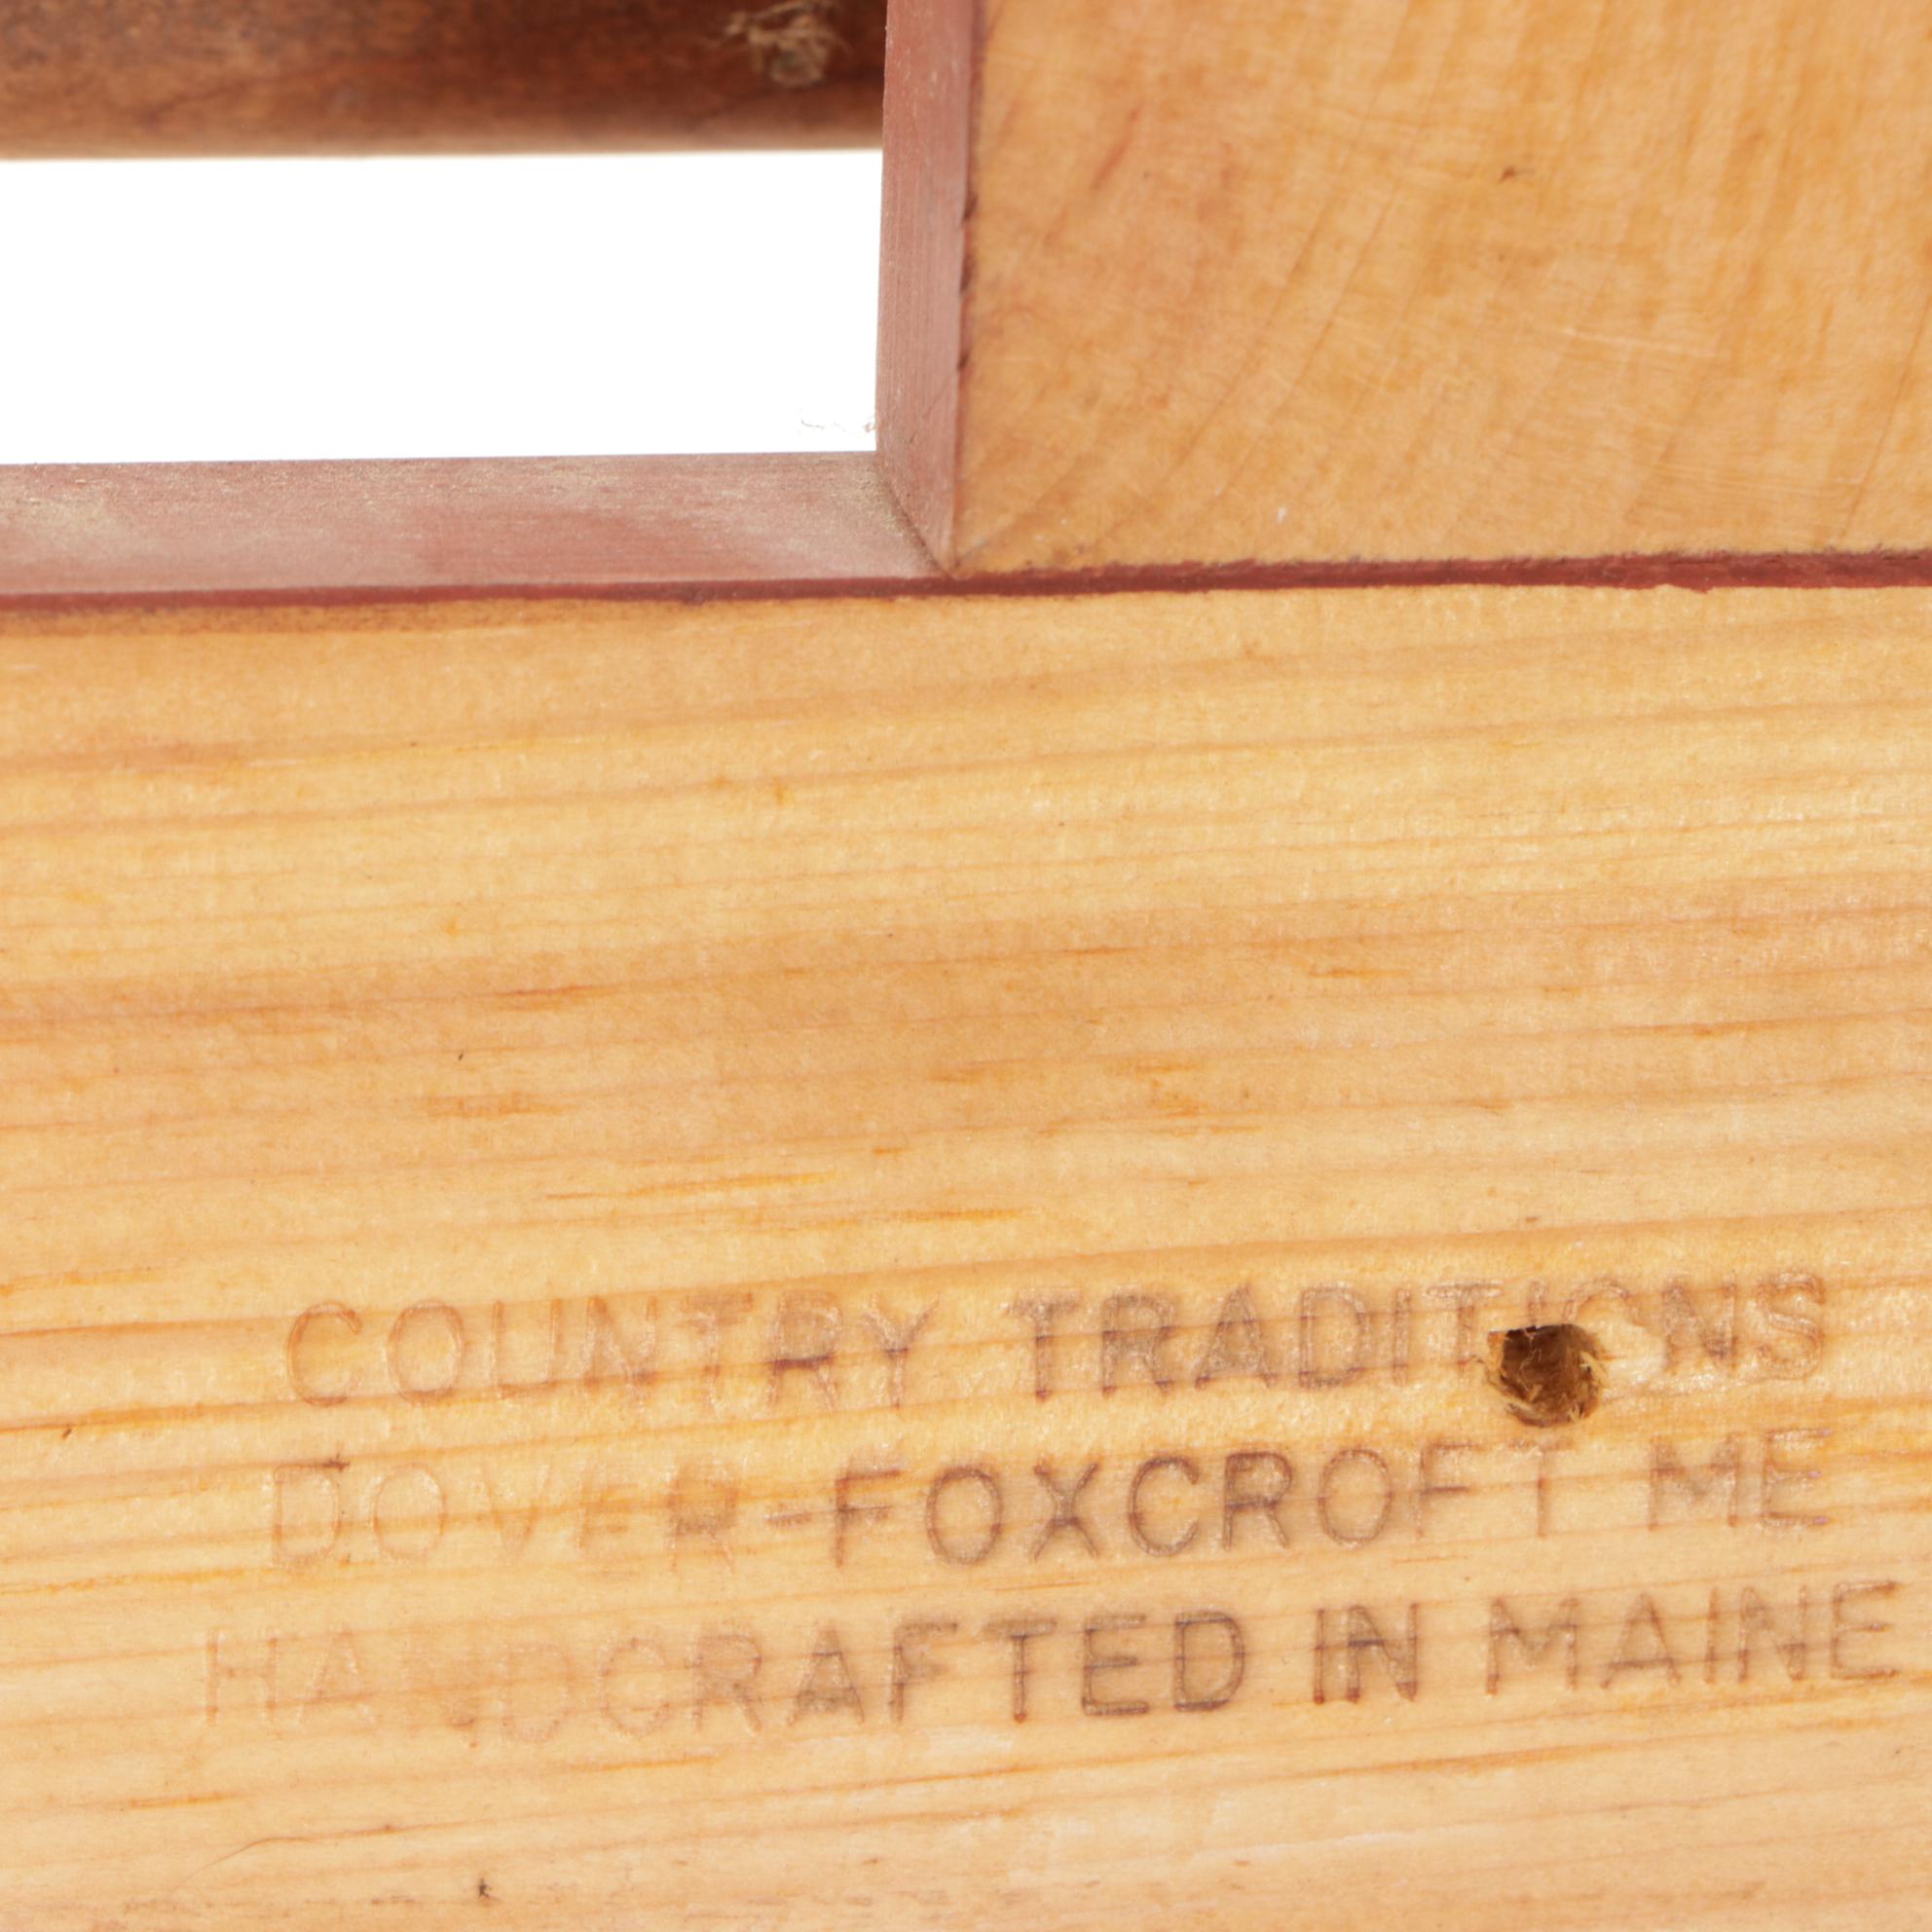 COUNTRY TRADITIONS
DOVER-FOXCROFT ME
HANDCRAFTED IN MAINE